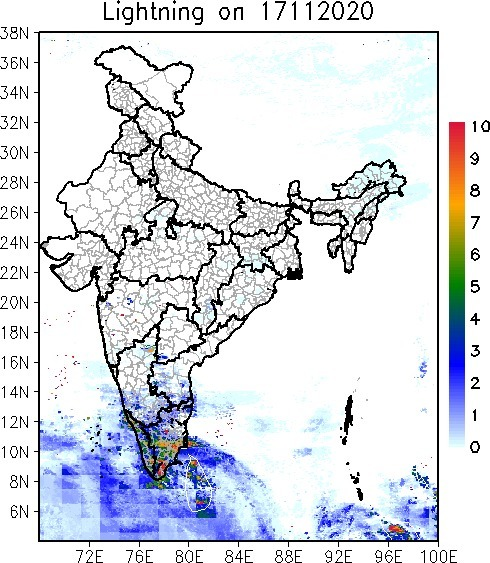 Lightning on 17112020
38N
36N
34N
32N
30N
28N
26N
24N
22N
20N
18N
16N
14N
12N
10N
8N
6N
72E 76E 80E 84E 88E 92E 96E 100E
10
9
8
7
6
5
4
3
2
1
0